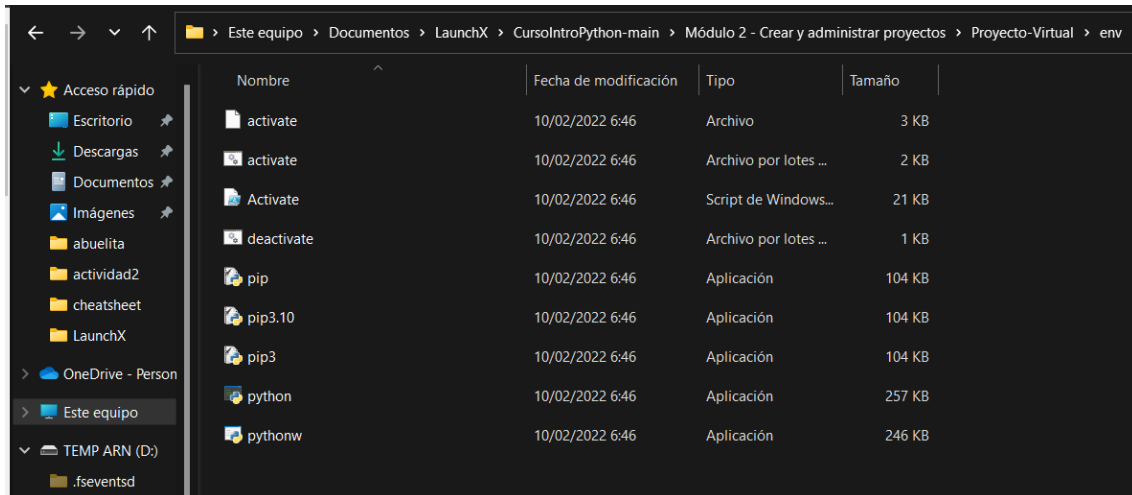 Este equipo > Documentos > LaunchX > CursoIntroPython-main > Módulo 2 - Crear y administrar proyectos > Proyecto-Virtual > env
Nombre Fecha de modificación Tipo Tamaño
Acceso rápido
Escritorio
Descargas
Documentos
Imágenes
abuelita
actividad2
cheatsheet
LaunchX
OneDrive - Person
Este equipo
TEMP ARN (D:)
.fseventsd
activate 10/02/2022 6:46 Archivo 3 KB
activate 10/02/2022 6:46 Archivo por lotes ... 2 KB
Activate 10/02/2022 6:46 Script de Windows... 21 KB
deactivate 10/02/2022 6:46 Archivo por lotes ... 1 KB
pip 10/02/2022 6:46 Aplicación 104 KB
pip3.10 10/02/2022 6:46 Aplicación 104 KB
pip3 10/02/2022 6:46 Aplicación 104 KB
python 10/02/2022 6:46 Aplicación 257 KB
pythonw 10/02/2022 6:46 Aplicación 246 KB